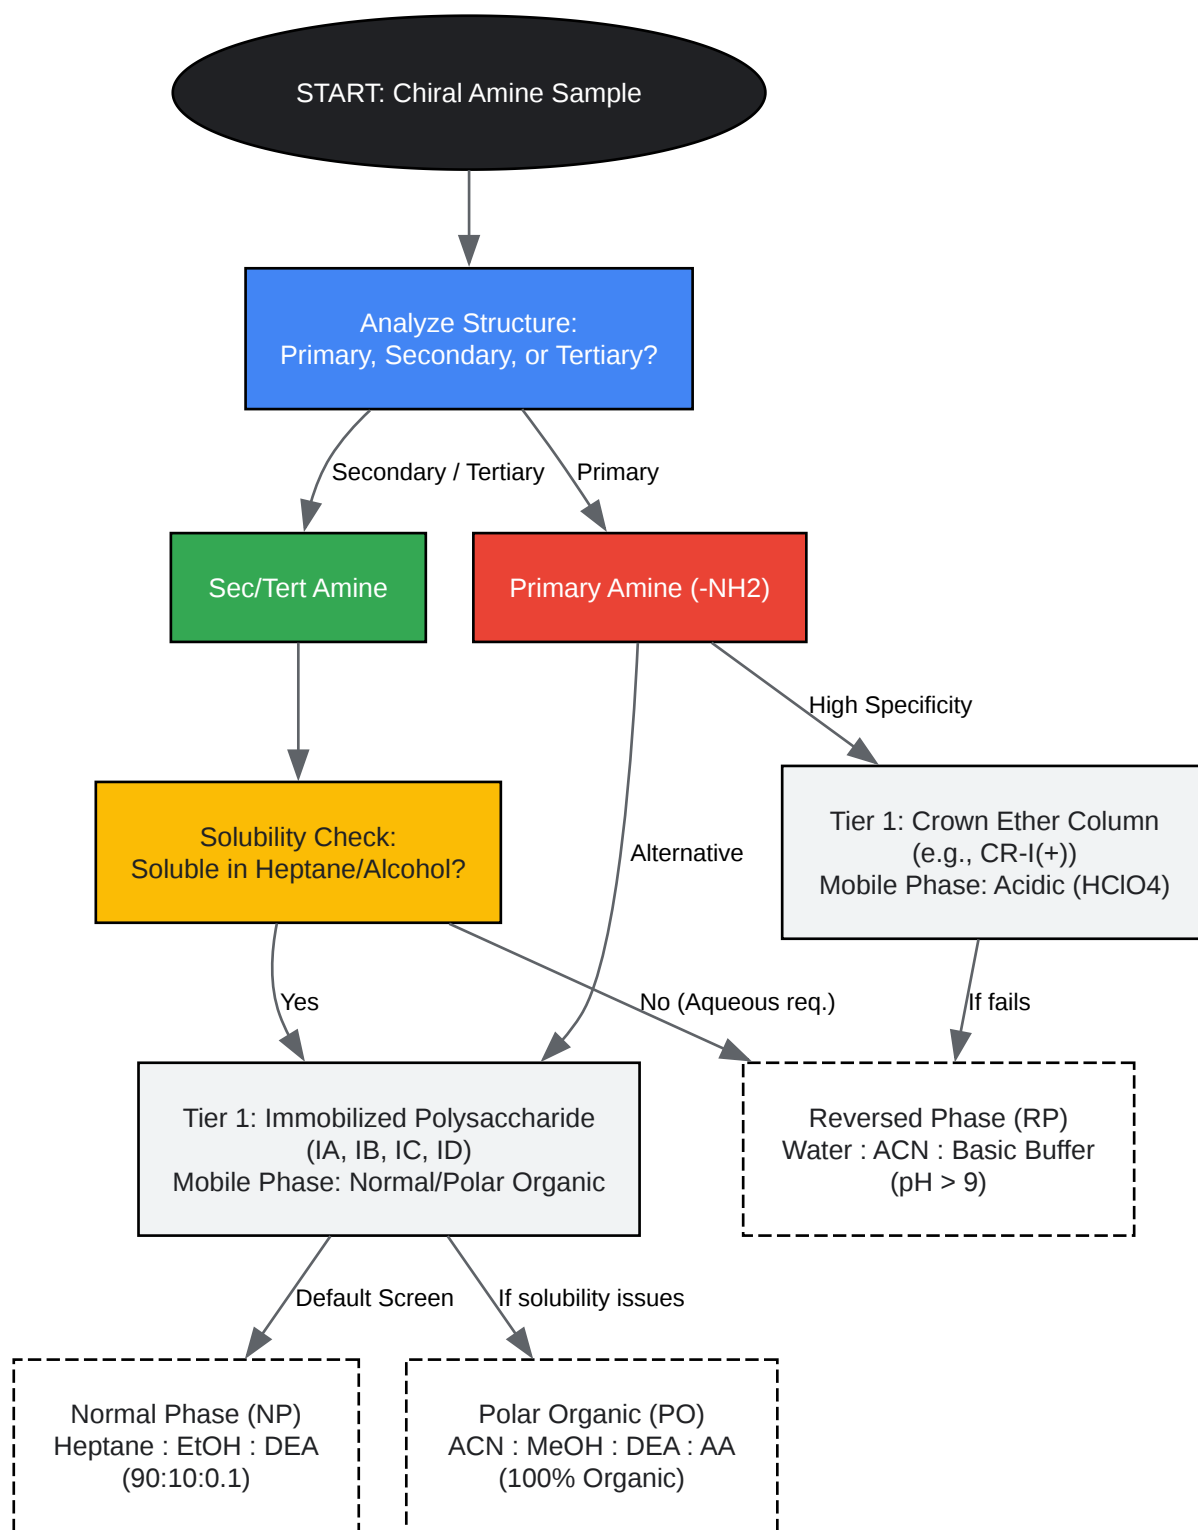 START: Chiral Amine Sample
Analyze Structure:
Primary, Secondary, or Tertiary?
Secondary / Tertiary
Primary
Sec/Tert Amine
Primary Amine (-NH2)
High Specificity
Solubility Check:
Soluble in Heptane/Alcohol?
Alternative
Tier 1: Crown Ether Column
(e.g., CR-I(+))
Mobile Phase: Acidic (HClO4)
Yes
No (Aqueous req.)
If fails
Tier 1: Immobilized Polysaccharide
(IA, IB, IC, ID)
Mobile Phase: Normal/Polar Organic
Reversed Phase (RP)
Water : ACN : Basic Buffer
(pH > 9)
Default Screen
If solubility issues
Normal Phase (NP)
Heptane : EtOH : DEA
(90:10:0.1)
Polar Organic (PO)
ACN : MeOH : DEA : AA
(100% Organic)